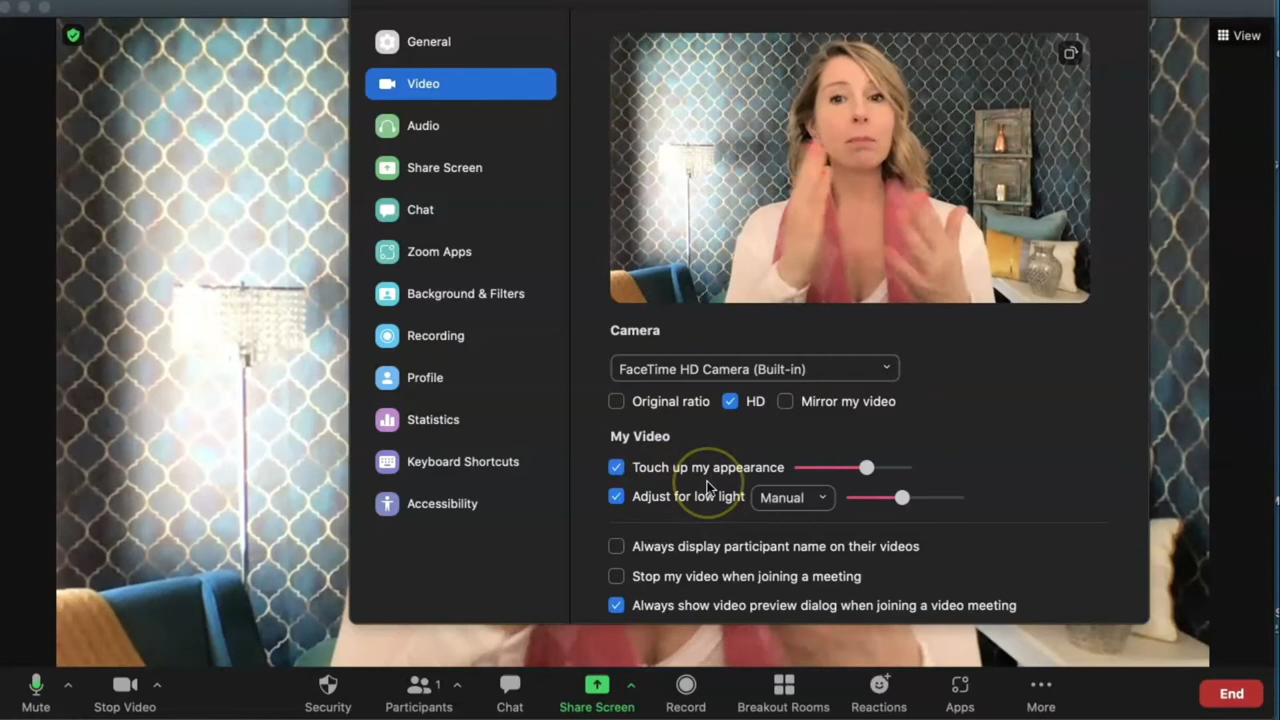 View
General
Video
Audio
Share Screen
Chat
Zoom Apps
Background & Filters
Recording
Profile
Statistics
Keyboard Shortcuts
Accessibility
Camera
FaceTime HD Camera (Built-in)
Original ratio HD Mirror my video
My Video
Touch up my appearance
Adjust for low light Manual
Always display participant name on their videos
Stop my video when joining a meeting
Always show video preview dialog when joining a video meeting
1
Mute Stop Video Security Participants Chat Share Screen Record Breakout Rooms Reactions Apps More End